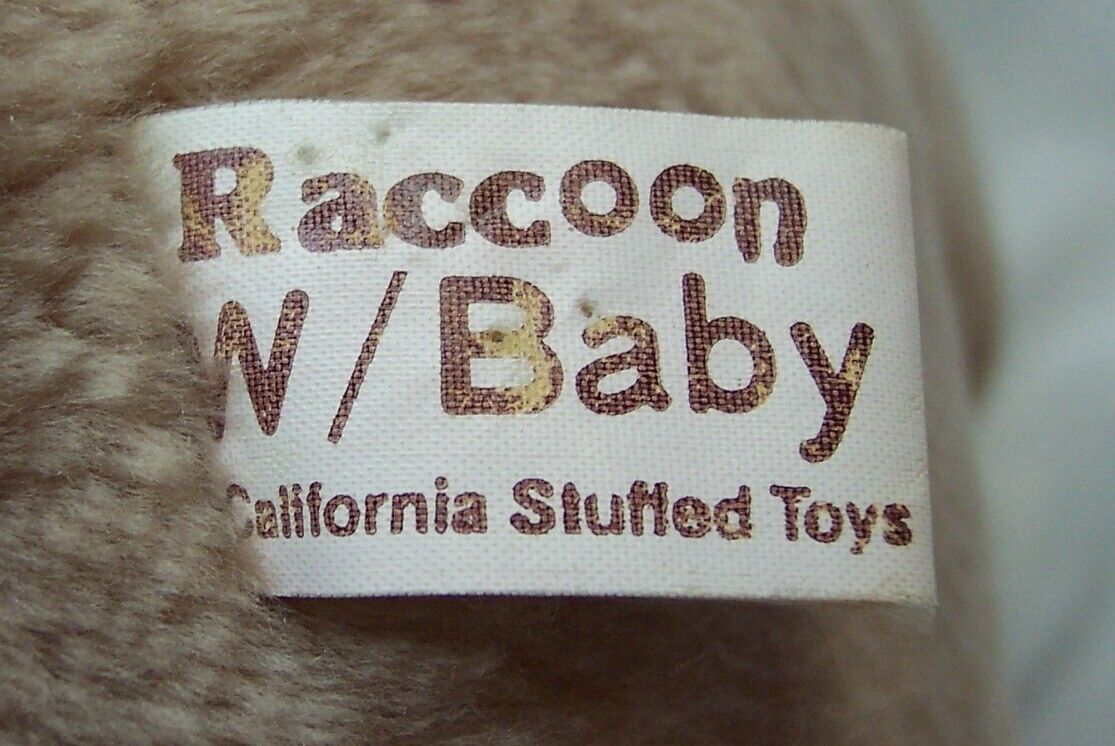 Raccoon
W/Baby
California Stuffed Toys